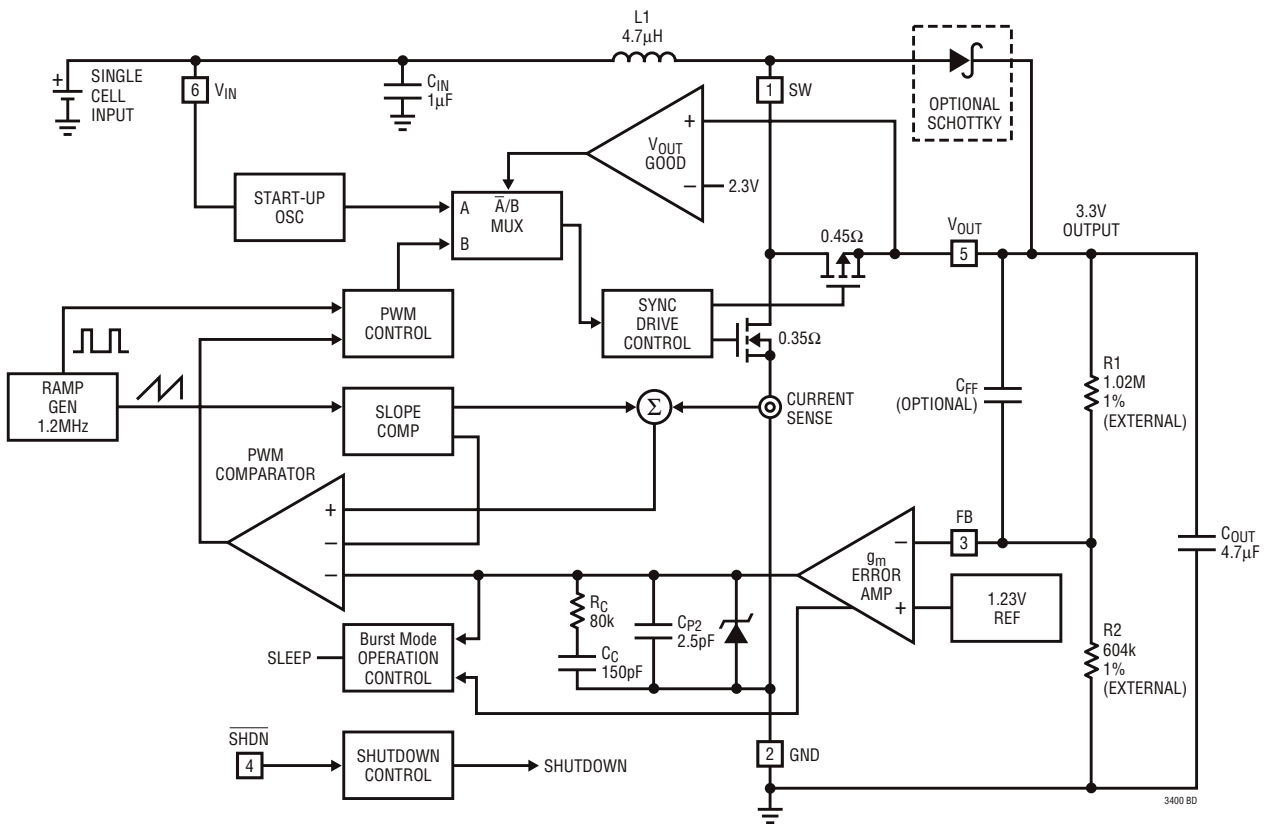 L1
4.7µH
+
SINGLE
CELL
INPUT
6
VIN
CIN
1µF
1
SW
OPTIONAL
SCHOTTKY
+
VOUT
GOOD
–
2.3V
START-UP
OSC
A
A̅/B
MUX
B
3.3V
OUTPUT
VOUT
5
0.45Ω
PWM
CONTROL
SYNC
DRIVE
CONTROL
0.35Ω
RAMP
GEN
1.2MHz
SLOPE
COMP
Σ
CURRENT
SENSE
CFF
(OPTIONAL)
R1
1.02M
1%
(EXTERNAL)
PWM
COMPARATOR
+
–
–
FB
3
–
gm
ERROR
AMP
+
1.23V
REF
COUT
4.7µF
RC
80k
CC
150pF
CP2
2.5pF
R2
604k
1%
(EXTERNAL)
SLEEP
Burst Mode
OPERATION
CONTROL
S̅H̅D̅N̅
4
SHUTDOWN
CONTROL
SHUTDOWN
2
GND
3400 BD